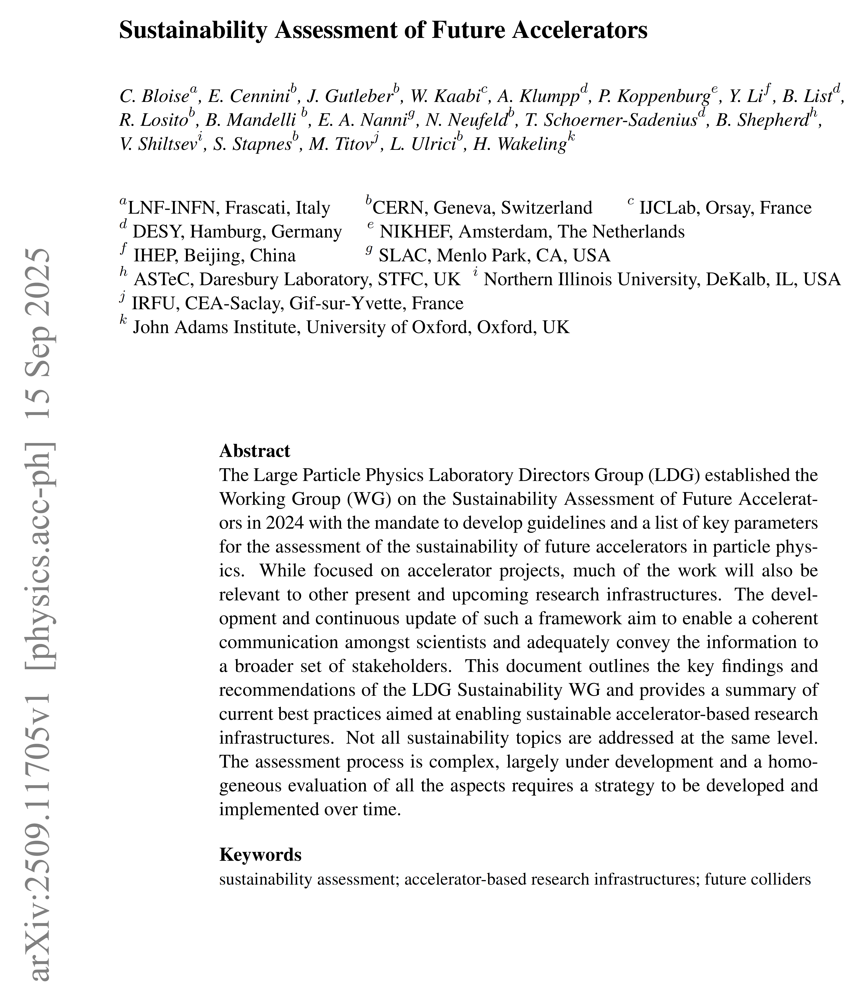 Sustainability Assessment of Future Accelerators
C. Bloise^a, E. Cennini^b, J. Gutleber^b, W. Kaabi^c, A. Klumpp^d, P. Koppenburg^e, Y. Li^f, B. List^d,
R. Losito^b, B. Mandelli ^b, E. A. Nanni^g, N. Neufeld^b, T. Schoerner-Sadenius^d, B. Shepherd^h,
V. Shiltsev^i, S. Stapnes^b, M. Titov^j, L. Ulrici^b, H. Wakeling^k
^a LNF-INFN, Frascati, Italy ^b CERN, Geneva, Switzerland ^c IJCLab, Orsay, France
^d DESY, Hamburg, Germany ^e NIKHEF, Amsterdam, The Netherlands
^f IHEP, Beijing, China ^g SLAC, Menlo Park, CA, USA
^h ASTeC, Daresbury Laboratory, STFC, UK ^i Northern Illinois University, DeKalb, IL, USA
^j IRFU, CEA-Saclay, Gif-sur-Yvette, France
^k John Adams Institute, University of Oxford, Oxford, UK
Abstract
The Large Particle Physics Laboratory Directors Group (LDG) established the
Working Group (WG) on the Sustainability Assessment of Future Accelerat-
ors in 2024 with the mandate to develop guidelines and a list of key parameters
for the assessment of the sustainability of future accelerators in particle phys-
ics. While focused on accelerator projects, much of the work will also be
relevant to other present and upcoming research infrastructures. The devel-
opment and continuous update of such a framework aim to enable a coherent
communication amongst scientists and adequately convey the information to
a broader set of stakeholders. This document outlines the key findings and
recommendations of the LDG Sustainability WG and provides a summary of
current best practices aimed at enabling sustainable accelerator-based research
infrastructures. Not all sustainability topics are addressed at the same level.
The assessment process is complex, largely under development and a homo-
geneous evaluation of all the aspects requires a strategy to be developed and
implemented over time.
Keywords
sustainability assessment; accelerator-based research infrastructures; future colliders
arXiv:2509.11705v1 [physics.acc-ph] 15 Sep 2025